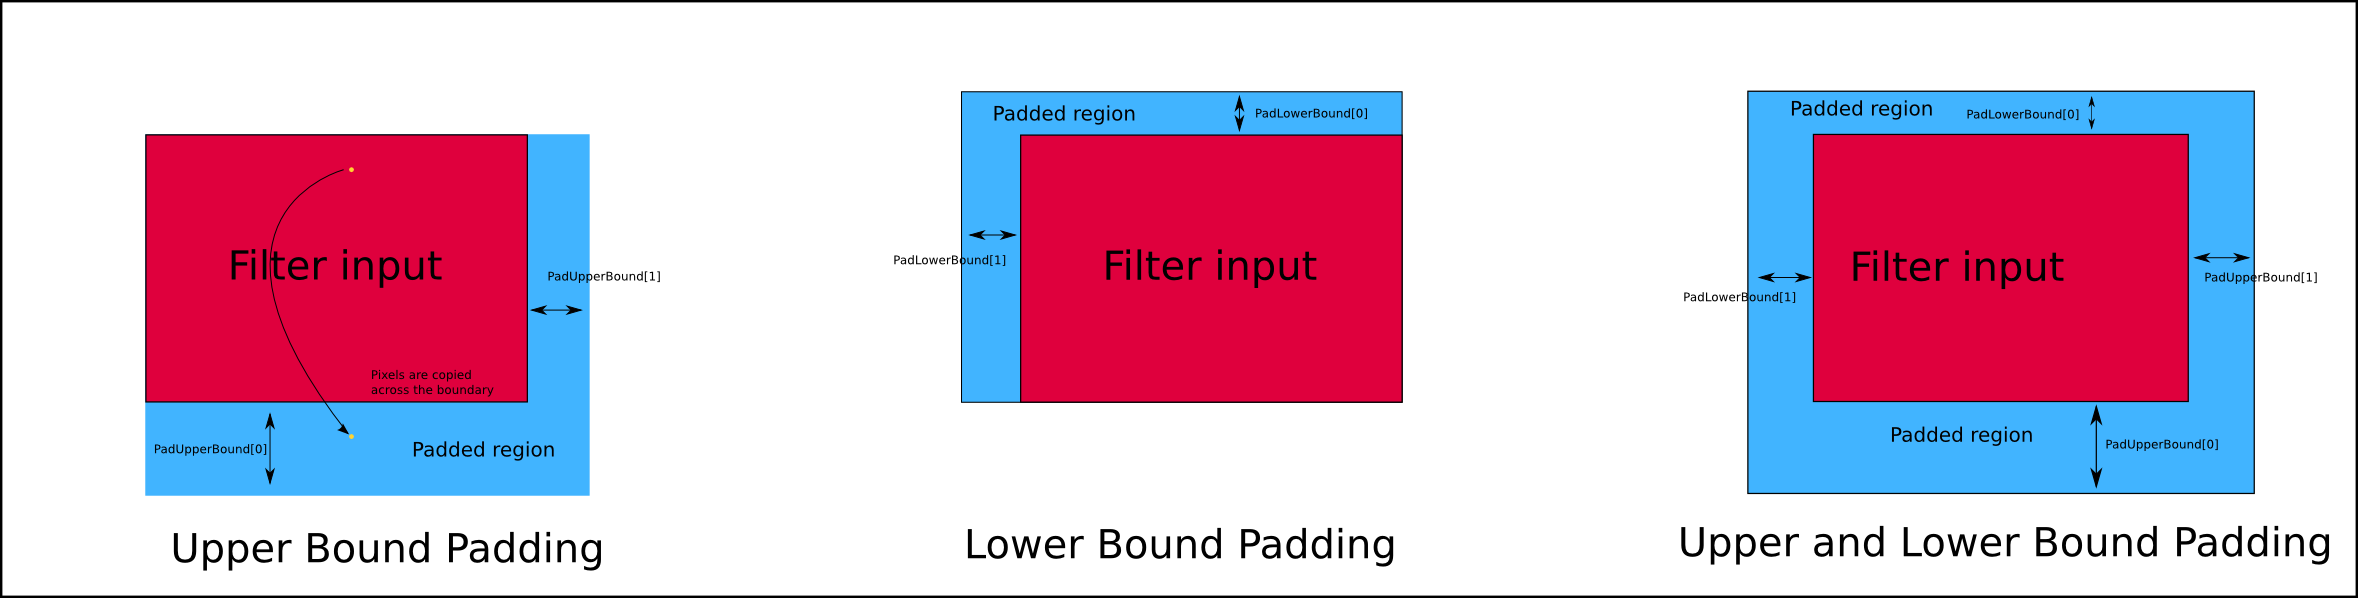 Filter input
PadUpperBound[1]
Pixels are copied
across the boundary
PadUpperBound[0]
Padded region
Upper Bound Padding
Padded region
PadLowerBound[0]
PadLowerBound[1]
Filter input
Lower Bound Padding
Padded region
PadLowerBound[0]
Filter input
PadUpperBound[1]
PadLowerBound[1]
Padded region
PadUpperBound[0]
Upper and Lower Bound Padding